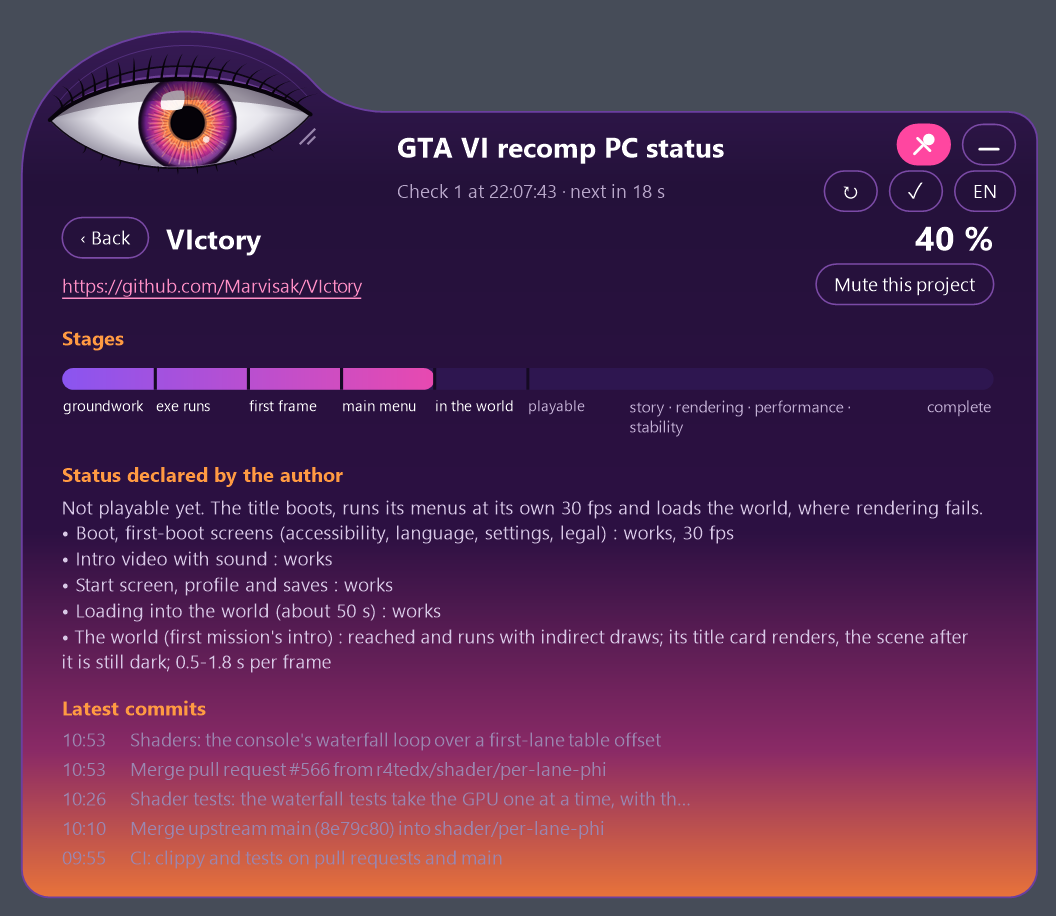 GTA VI recomp PC status
Check 1 at 22:07:43 · next in 18 s
↻ ✓ EN
‹ Back VIctory 40 %
https://github.com/Marvisak/VIctory Mute this project
Stages
groundwork exe runs first frame main menu in the world playable story · rendering · performance · complete
stability
Status declared by the author
Not playable yet. The title boots, runs its menus at its own 30 fps and loads the world, where rendering fails.
• Boot, first-boot screens (accessibility, language, settings, legal) : works, 30 fps
• Intro video with sound : works
• Start screen, profile and saves : works
• Loading into the world (about 50 s) : works
• The world (first mission's intro) : reached and runs with indirect draws; its title card renders, the scene after
it is still dark; 0.5-1.8 s per frame
Latest commits
10:53 Shaders: the console's waterfall loop over a first-lane table offset
10:53 Merge pull request #566 from r4tedx/shader/per-lane-phi
10:26 Shader tests: the waterfall tests take the GPU one at a time, with th...
10:10 Merge upstream main (8e79c80) into shader/per-lane-phi
09:55 CI: clippy and tests on pull requests and main